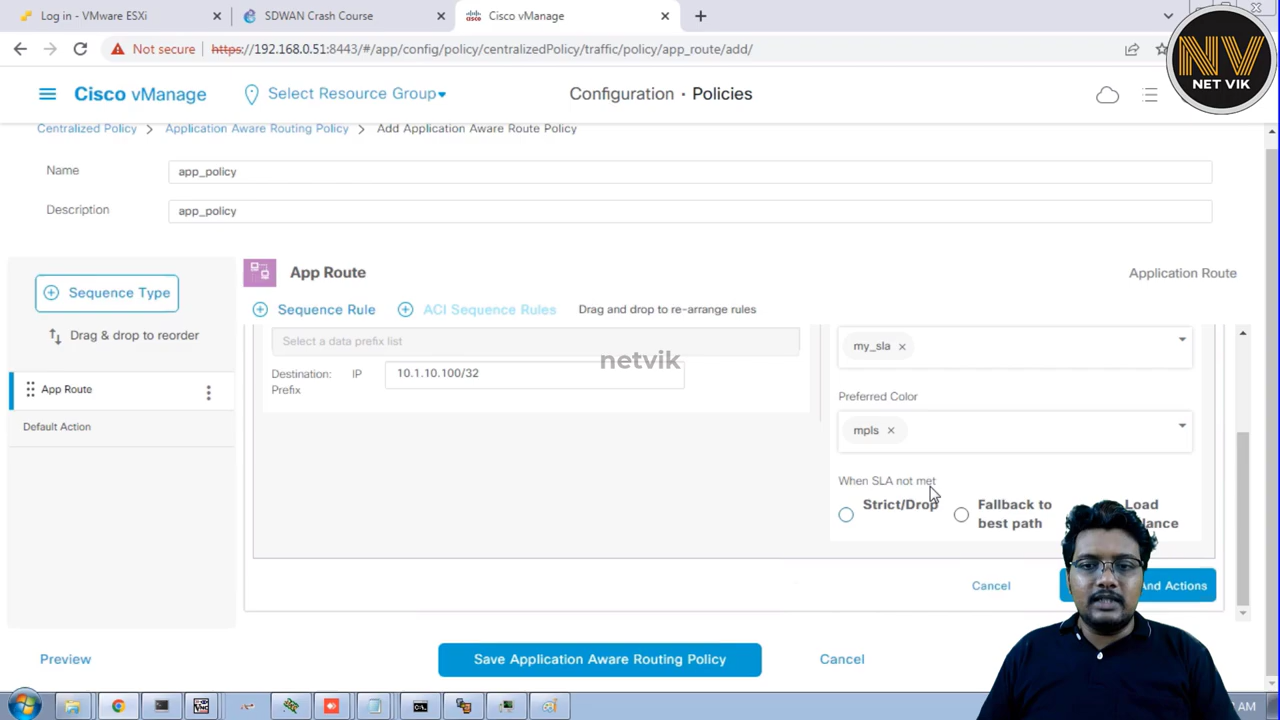 Log in - VMware ESXi
SDWAN Crash Course
Cisco vManage
Not secure
https://192.168.0.51:8443/#/app/config/policy/centralizedPolicy/traffic/policy/app_route/add/
NV
NET VIK
Cisco vManage
Select Resource Group
Configuration · Policies
Centralized Policy > Application Aware Routing Policy > Add Application Aware Route Policy
Name
app_policy
Description
app_policy
Sequence Type
Drag & drop to reorder
App Route
Default Action
App Route
Application Route
Sequence Rule
ACI Sequence Rules
Drag and drop to re-arrange rules
Select a data prefix list
netvik
Destination: IP
Prefix
10.1.10.100/32
my_sla
Preferred Color
mpls
When SLA not met
Strict/Drop
Fallback to
best path
Load
Cancel
And Actions
Preview
Save Application Aware Routing Policy
Cancel
AM